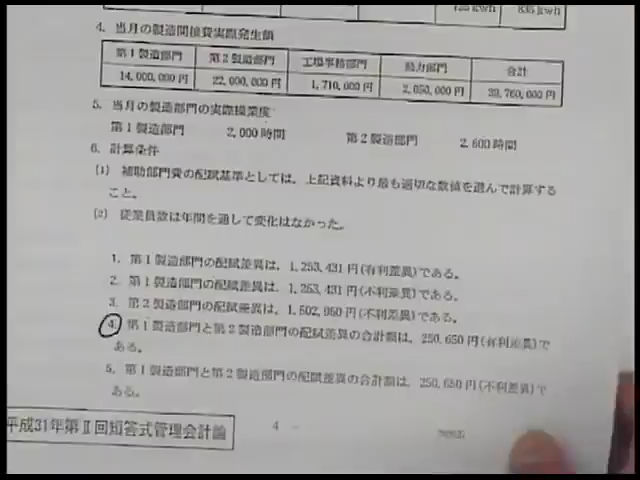 835 kwh
4. 当月の製造間接費実際発生額
第1製造部門 第2製造部門 工場事務部門 動力部門 合計
14,000,000円 22,000,000円 1,710,000円 2,050,000円 39,760,000円
5. 当月の製造部門の実際操業度
第1製造部門 2,000時間 第2製造部門 2,600時間
6. 計算条件
(1) 補助部門費の配賦基準としては、上記資料より最も適切な数値を選んで計算する
こと。
(2) 従業員数は年間を通して変化はなかった。
1. 第1製造部門の配賦差異は、1,253,431円(有利差異)である。
2. 第1製造部門の配賦差異は、1,253,431円(不利差異)である。
3. 第2製造部門の配賦差異は、1,502,950円(不利差異)である。
4. 第1製造部門と第2製造部門の配賦差異の合計額は、250,650円(有利差異)で
ある。
5. 第1製造部門と第2製造部門の配賦差異の合計額は、250,650円(不利差異)で
ある。
平成31年第Ⅱ回短答式管理会計論
4